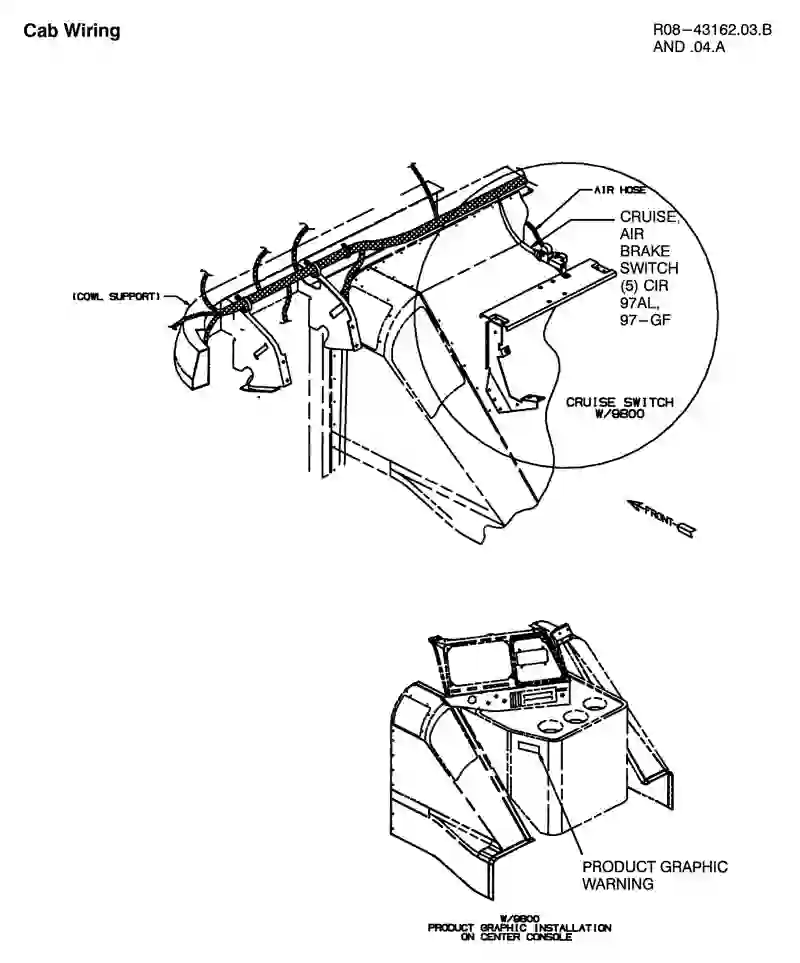 Cab Wiring
R08-43162.03.B
AND .04.A
AIR HOSE
CRUISE,
AIR
BRAKE
SWITCH
(5) CIR
97AL,
97-GF
(COWL SUPPORT)
CRUISE SWITCH
W/9800
FRONT
PRODUCT GRAPHIC
WARNING
W/9800
PRODUCT GRAPHIC INSTALLATION
ON CENTER CONSOLE